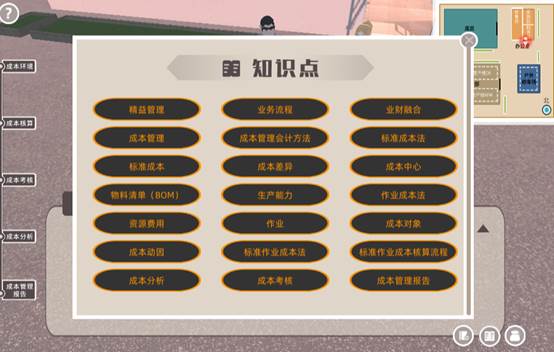 ?
知识点
精益管理 业务流程 业财融合
成本管理 成本管理会计方法 标准成本法
标准成本 成本差异 成本中心
物料清单（BOM） 生产能力 作业成本法
资源费用 作业 成本对象
成本动因 标准作业成本法 标准作业成本核算流程
成本分析 成本考核 成本管理报告
成本环境
成本核算
成本考核
成本分析
成本管理
报告
北